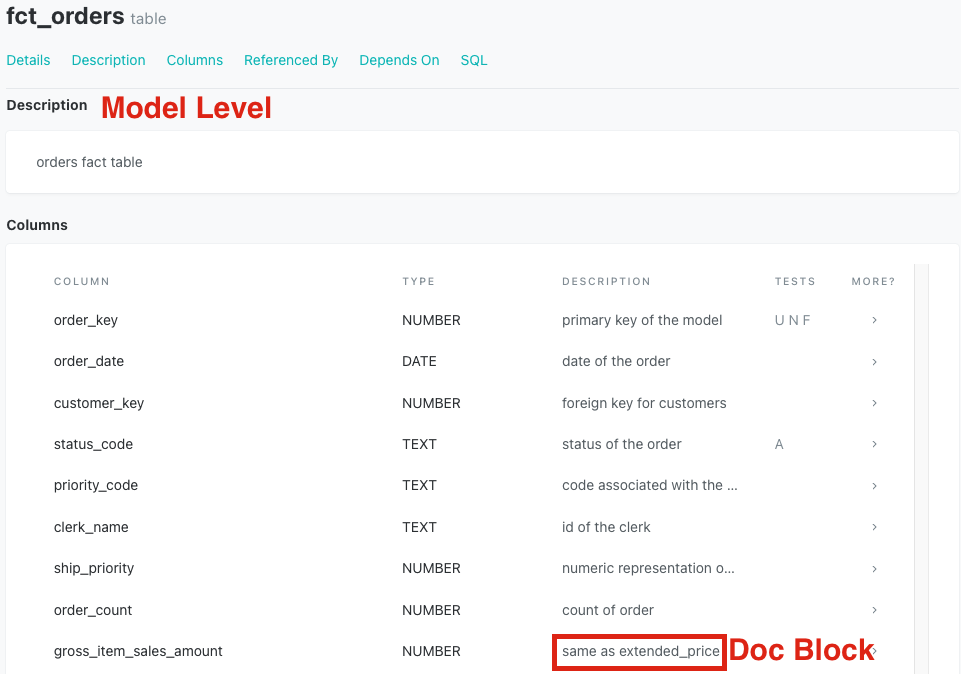 fct_orders table
Details Description Columns Referenced By Depends On SQL
Description Model Level
orders fact table
Columns
COLUMN TYPE DESCRIPTION TESTS MORE?
order_key NUMBER primary key of the model U N F >
order_date DATE date of the order >
customer_key NUMBER foreign key for customers >
status_code TEXT status of the order A >
priority_code TEXT code associated with the ... >
clerk_name TEXT id of the clerk >
ship_priority NUMBER numeric representation o... >
order_count NUMBER count of order >
gross_item_sales_amount NUMBER same as extended_price Doc Block >